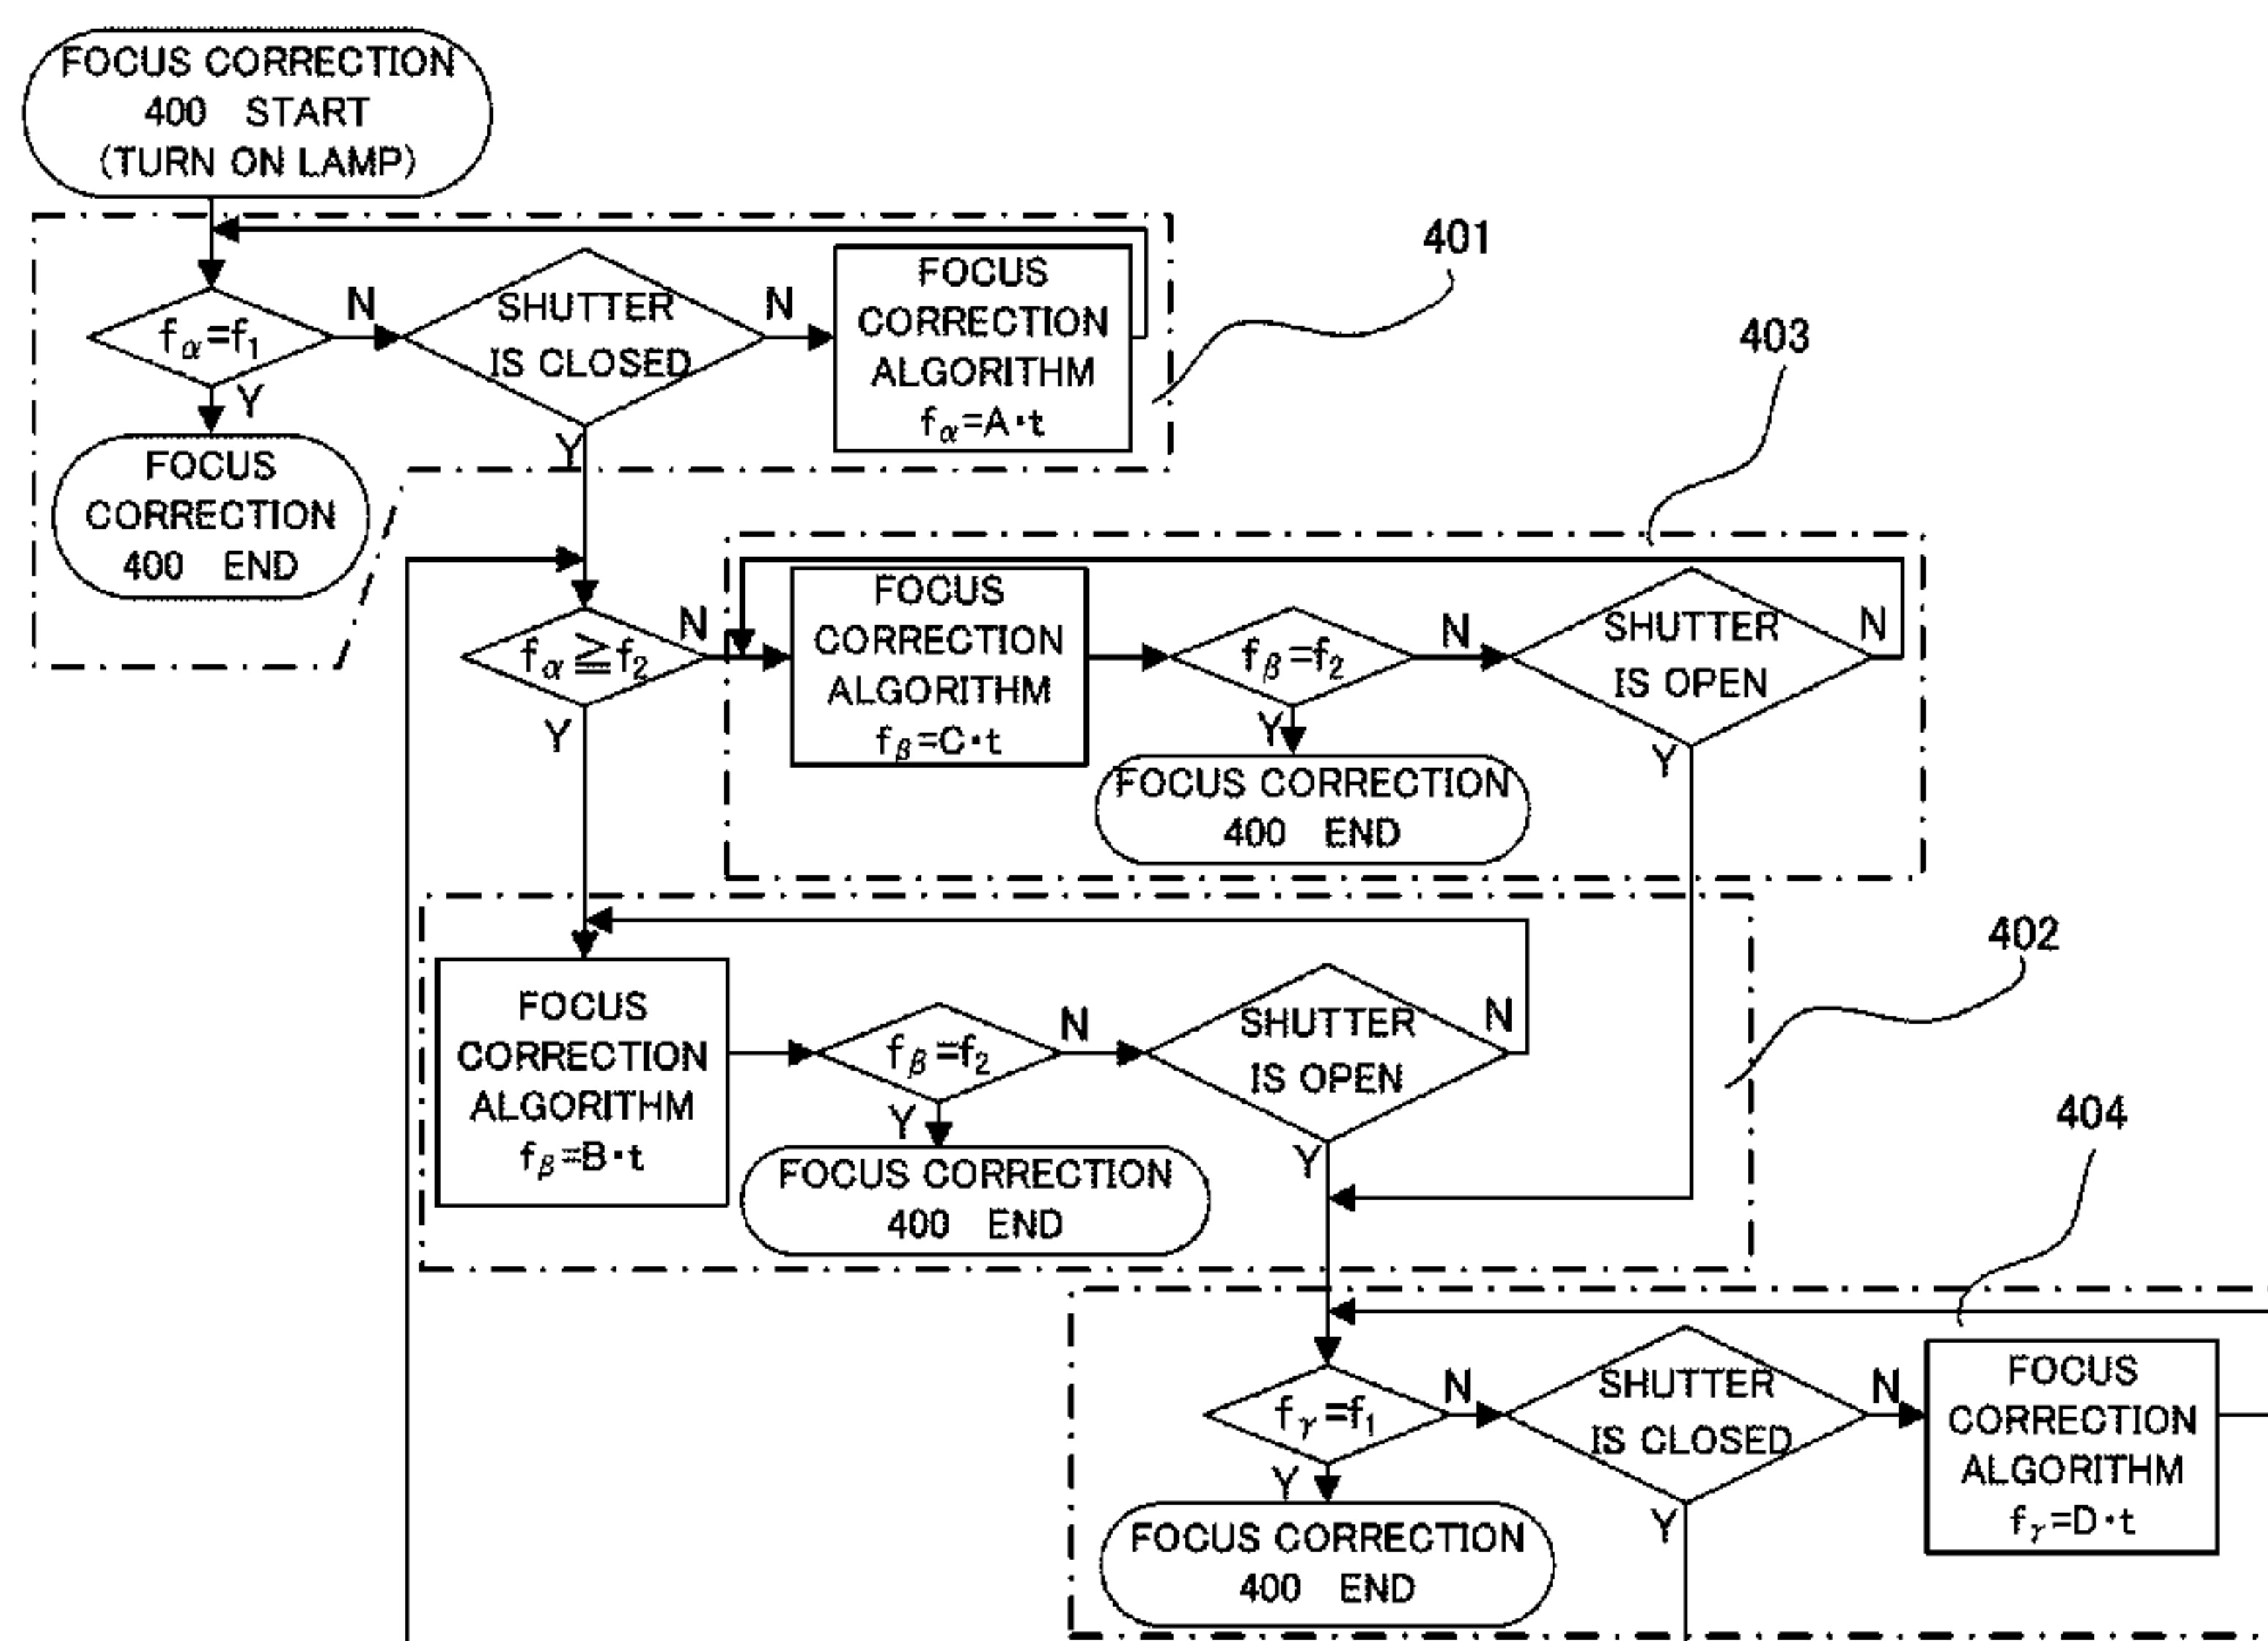 FOCUS CORRECTION
400 START
(TURN ON LAMP)
401
fα=f1
N
SHUTTER
IS CLOSED
N
FOCUS
CORRECTION
ALGORITHM
fα=A・t
Y
Y
FOCUS
CORRECTION
400 END
403
fα≧f2
N
FOCUS
CORRECTION
ALGORITHM
fβ=C・t
fβ=f2
N
SHUTTER
IS OPEN
N
Y
Y
Y
FOCUS CORRECTION
400 END
402
FOCUS
CORRECTION
ALGORITHM
fβ=B・t
fβ=f2
N
SHUTTER
IS OPEN
N
Y
Y
FOCUS CORRECTION
400 END
404
fγ=f1
N
SHUTTER
IS CLOSED
N
FOCUS
CORRECTION
ALGORITHM
fγ=D・t
Y
Y
FOCUS CORRECTION
400 END